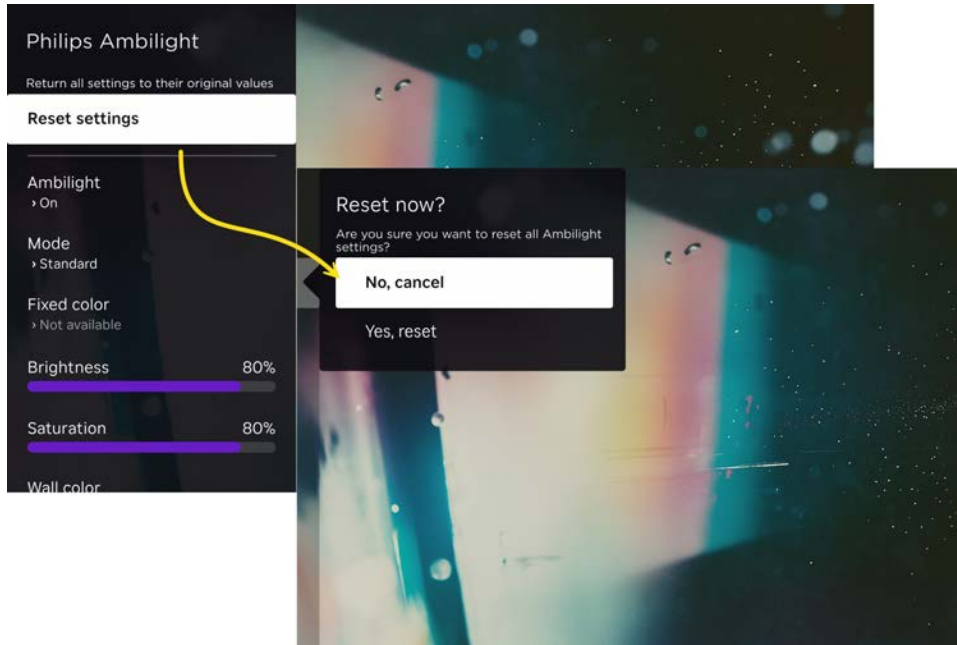 Philips Ambilight
Return all settings to their original values
Reset settings
Ambilight
› On
Mode
› Standard
Fixed color
› Not available
Brightness 80%
Saturation 80%
Wall color
Reset now?
Are you sure you want to reset all Ambilight
settings?
No, cancel
Yes, reset